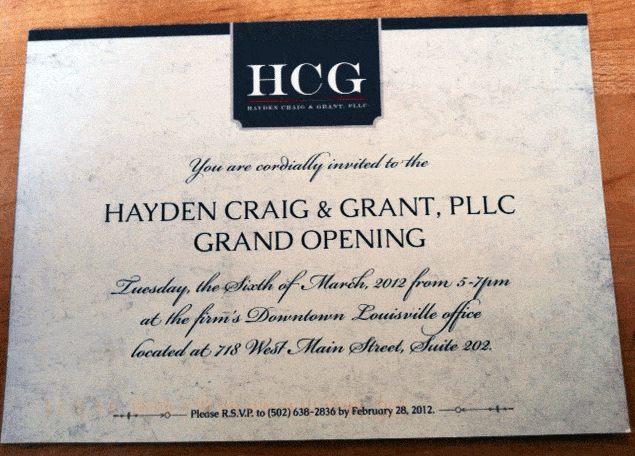 HCG
HAYDEN CRAIG & GRANT, PLLC
You are cordially invited to the
HAYDEN CRAIG & GRANT, PLLC
GRAND OPENING
Tuesday, the Sixth of March, 2012 from 5-7pm
at the firm's Downtown Louisville office
located at 718 West Main Street, Suite 202.
Please R.S.V.P. to (502) 638-2836 by February 28, 2012.